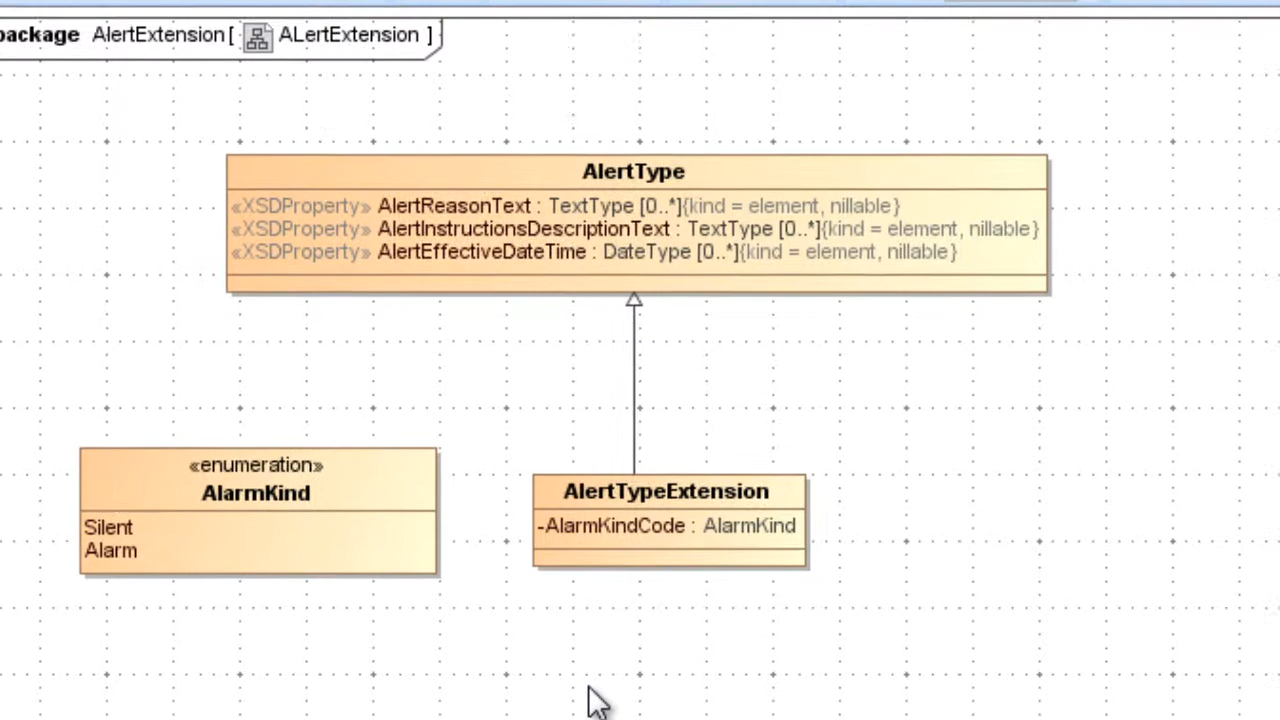 package AlertExtension [ ALertExtension ]
AlertType
«XSDProperty» AlertReasonText : TextType [0..*]{kind = element, nillable}
«XSDProperty» AlertInstructionsDescriptionText : TextType [0..*]{kind = element, nillable}
«XSDProperty» AlertEffectiveDateTime : DateType [0..*]{kind = element, nillable}
«enumeration»
AlarmKind
Silent
Alarm
AlertTypeExtension
-AlarmKindCode : AlarmKind